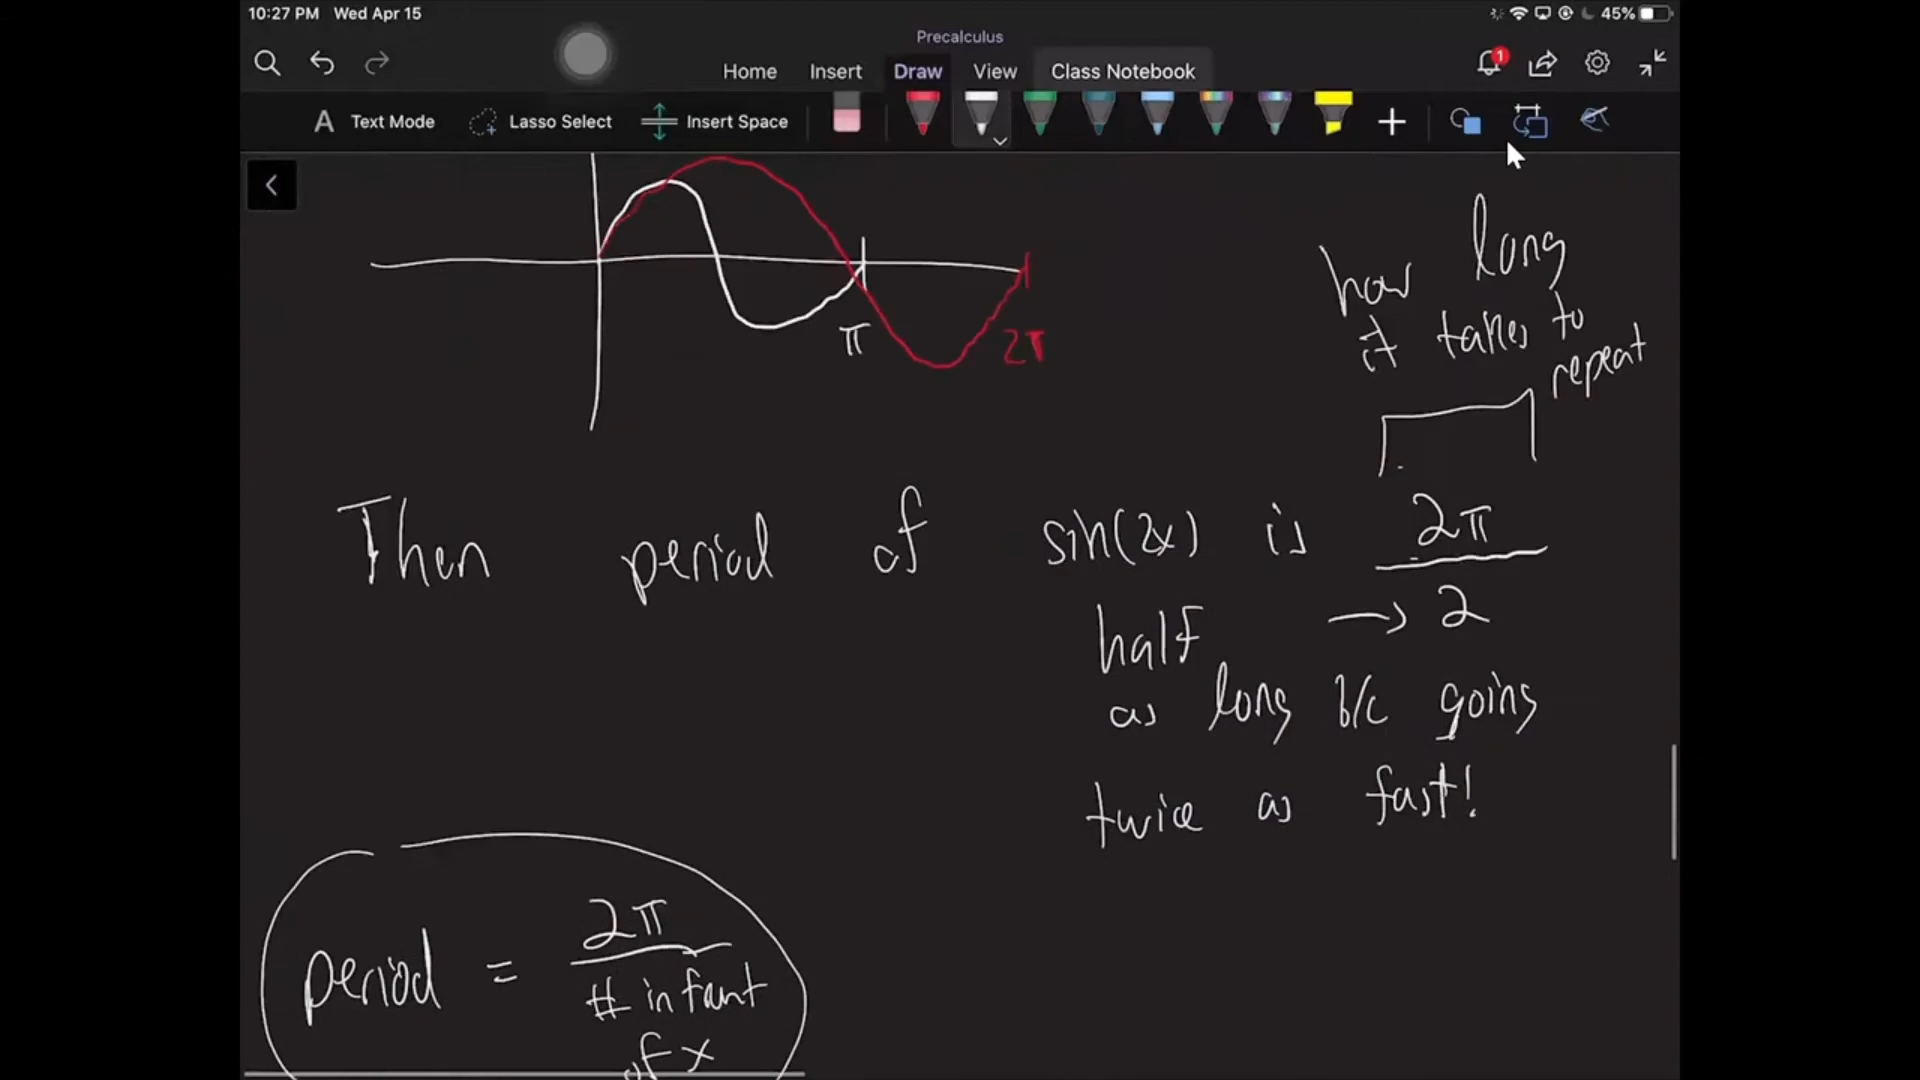 10:27 PM Wed Apr 15
45%
Precalculus
Home Insert Draw View Class Notebook
1
A Text Mode Lasso Select Insert Space
π
2π
how long
it takes to
repeat
Then period of sin(2x) is 2π
→ 2
half
as long b/c going
twice as fast!
period = 2π
# in front
of x